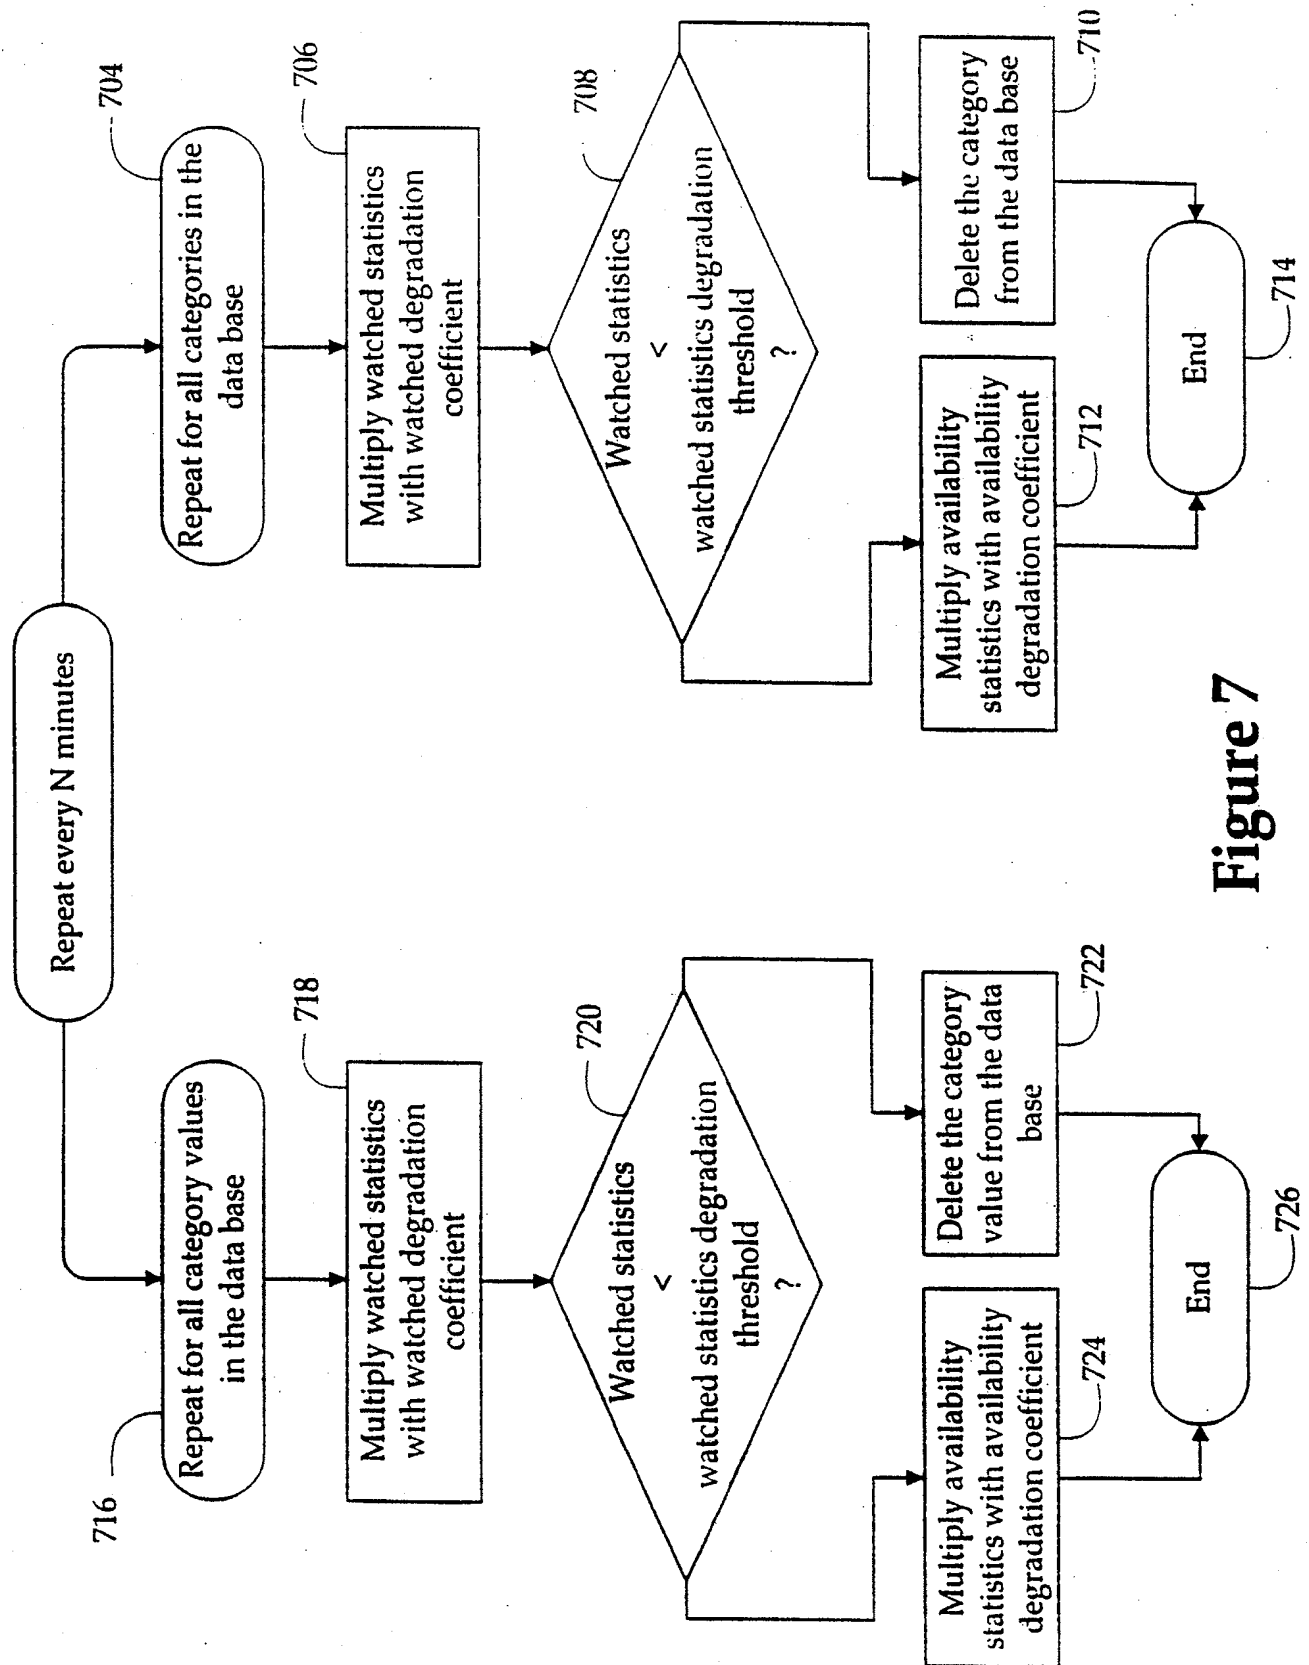 Repeat every N minutes
716
Repeat for all category values
in the data base
718
Multiply watched statistics
with watched degradation
coefficient
720
Watched statistics
<
watched statistics degradation
threshold
?
Multiply availability
statistics with availability
degradation coefficient
724
Delete the category
value from the data
base
722
End
726
704
Repeat for all categories in the
data base
706
Multiply watched statistics
with watched degradation
coefficient
708
Watched statistics
<
watched statistics degradation
threshold
?
Multiply availability
statistics with availability
degradation coefficient
712
Delete the category
from the data base
710
End
714
Figure 7